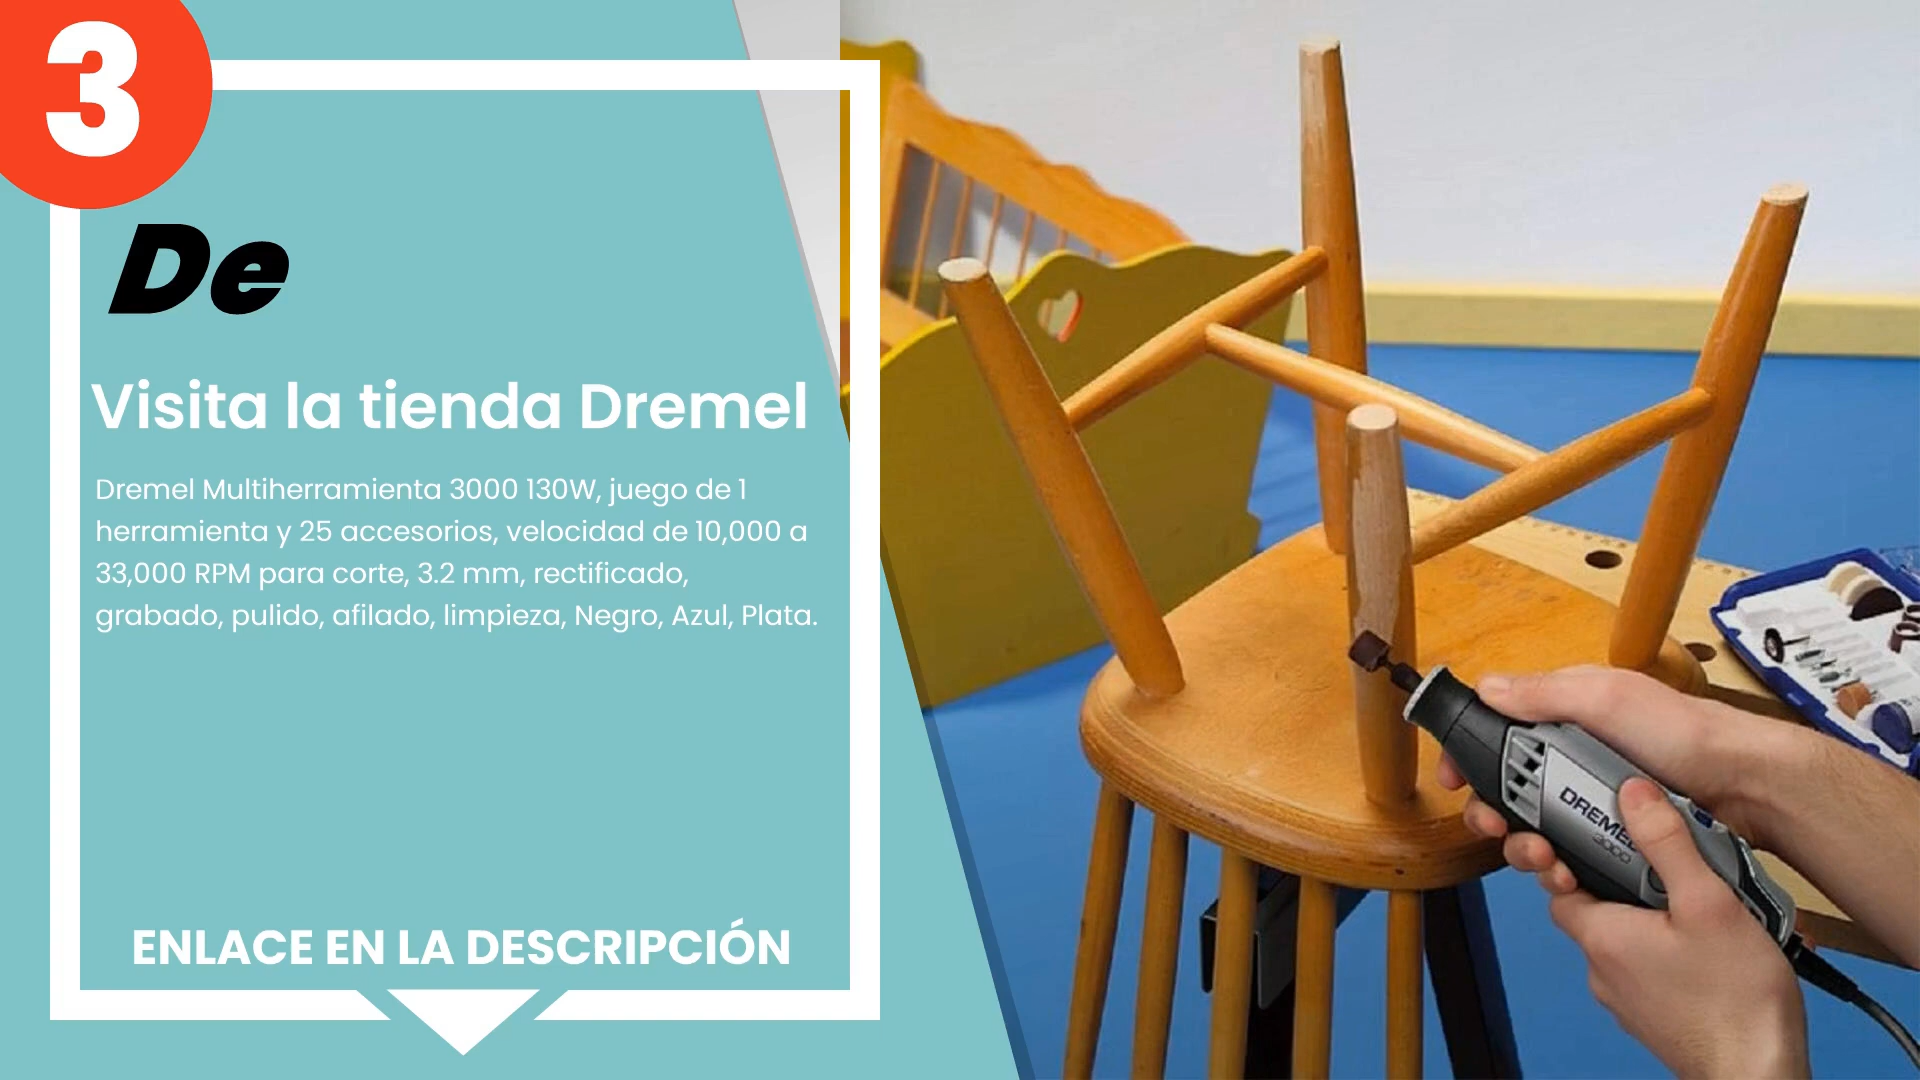 3
De
Visita la tienda Dremel
Dremel Multiherramienta 3000 130W, juego de 1
herramienta y 25 accesorios, velocidad de 10,000 a
33,000 RPM para corte, 3.2 mm, rectificado,
grabado, pulido, afilado, limpieza, Negro, Azul, Plata.
ENLACE EN LA DESCRIPCIÓN
DREMEL
3000